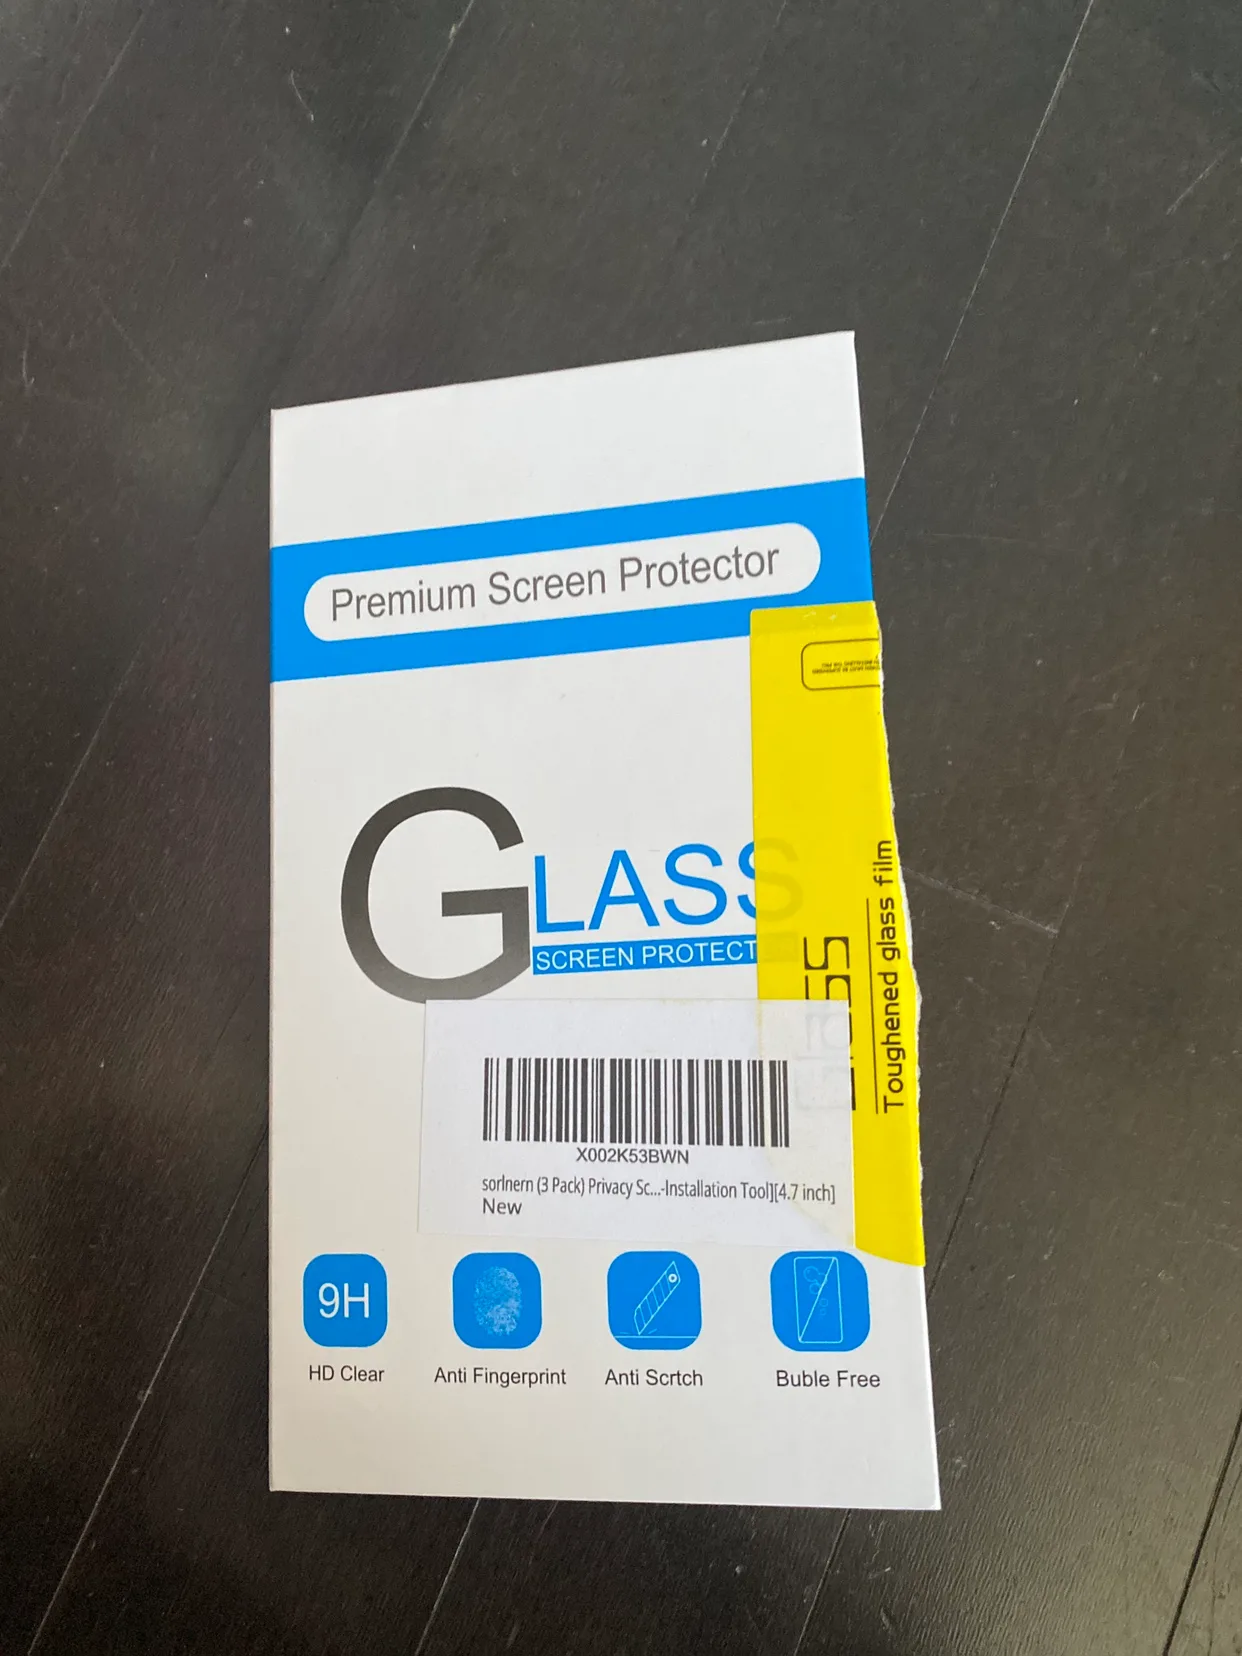 Premium Screen Protector
GLASS
SCREEN PROTECT
Glass
Toughened glass film
X002K53BWN
sorlnern (3 Pack) Privacy Sc...-Installation Tool][4.7 inch]
New
9H
HD Clear
Anti Fingerprint
Anti Scrtch
Buble Free